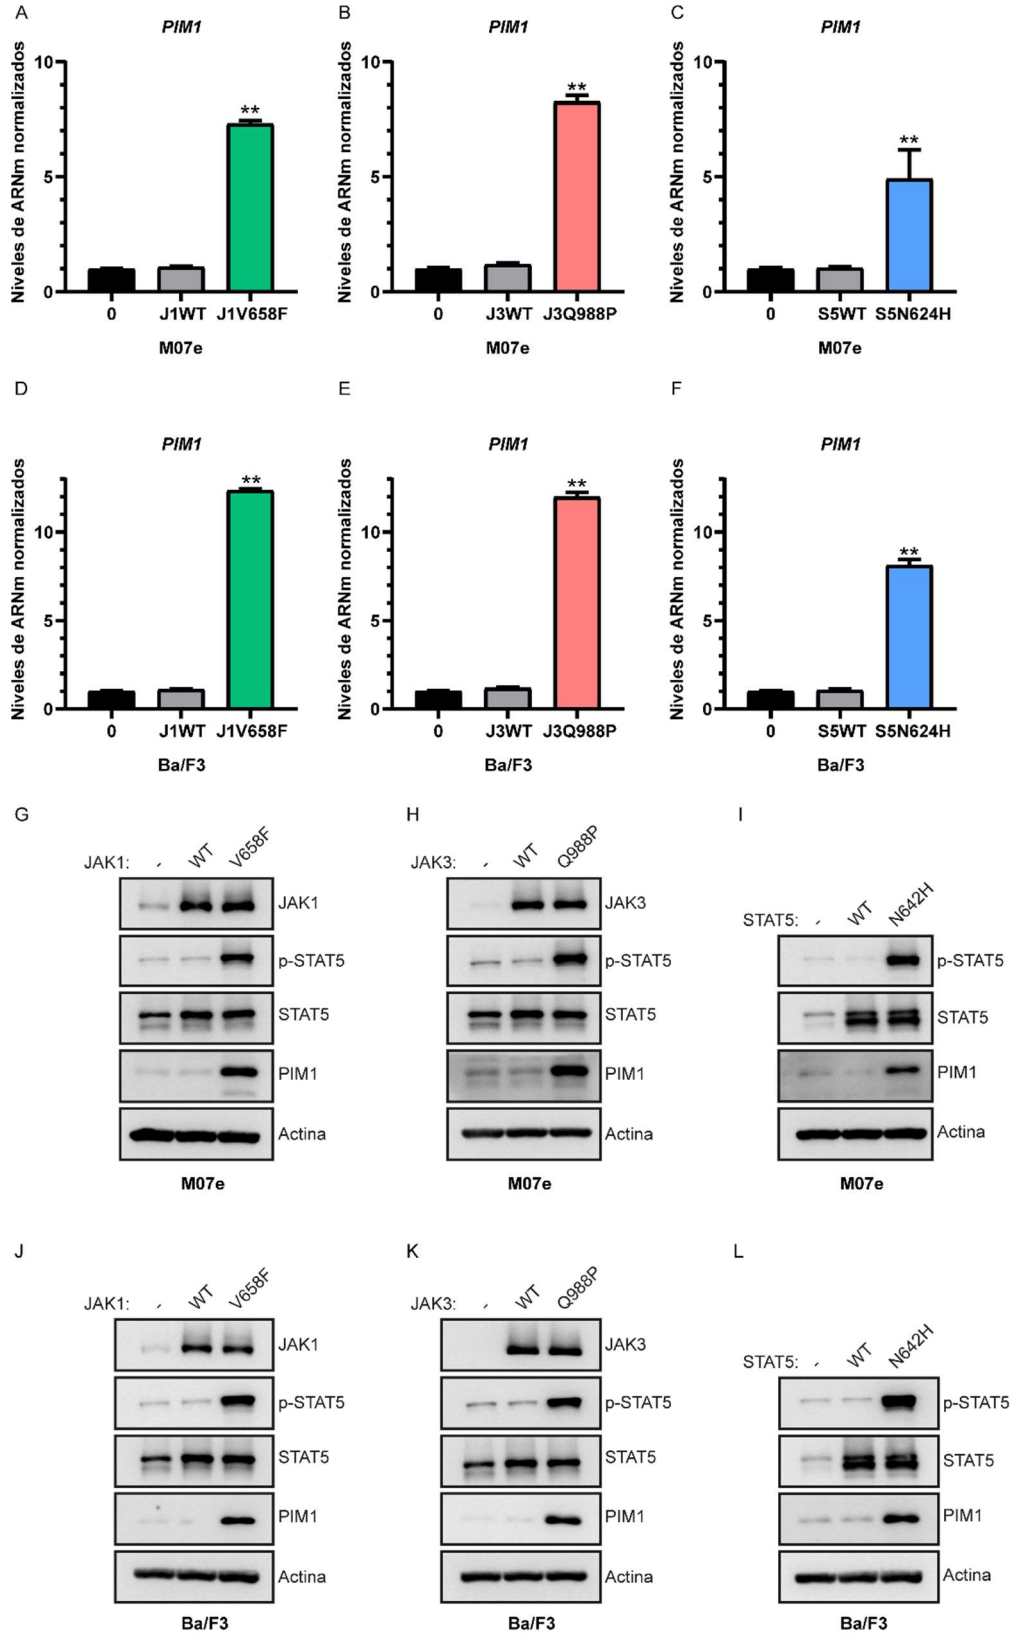 A
B
C
PIM1
PIM1
PIM1
Niveles de ARNm normalizados
Niveles de ARNm normalizados
Niveles de ARNm normalizados
10
5
0
10
5
0
10
5
0
**
**
**
0 J1WT J1V658F
0 J3WT J3Q988P
0 S5WT S5N624H
M07e
M07e
M07e
D
E
F
PIM1
PIM1
PIM1
Niveles de ARNm normalizados
Niveles de ARNm normalizados
Niveles de ARNm normalizados
10
5
0
10
5
0
10
5
0
**
**
**
0 J1WT J1V658F
0 J3WT J3Q988P
0 S5WT S5N624H
Ba/F3
Ba/F3
Ba/F3
G
JAK1: - WT V658F
JAK1
p-STAT5
STAT5
PIM1
Actina
M07e
H
JAK3: - WT Q988P
JAK3
p-STAT5
STAT5
PIM1
Actina
M07e
I
STAT5: - WT N642H
p-STAT5
STAT5
PIM1
Actina
M07e
J
JAK1: - WT V658F
JAK1
p-STAT5
STAT5
PIM1
Actina
Ba/F3
K
JAK3: - WT Q988P
JAK3
p-STAT5
STAT5
PIM1
Actina
Ba/F3
L
STAT5: - WT N642H
p-STAT5
STAT5
PIM1
Actina
Ba/F3